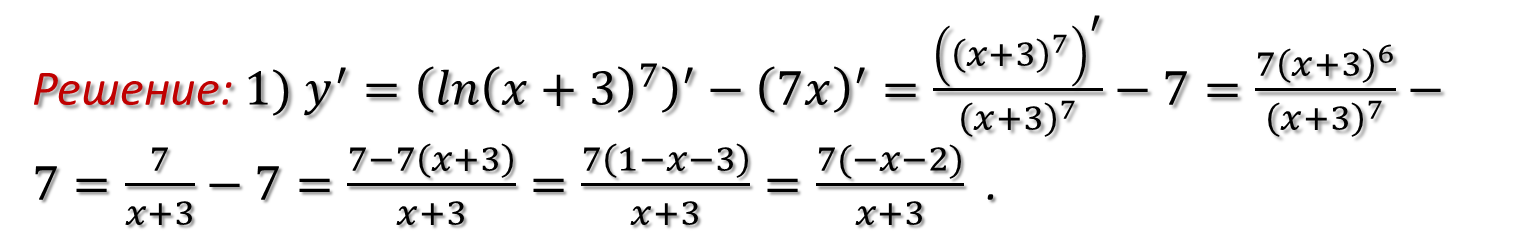 Решение: 1) y′ = (ln(x + 3)⁷)′ − (7x)′ = ((x+3)⁷)′/(x+3)⁷ − 7 = 7(x+3)⁶/(x+3)⁷ −
7 = 7/(x+3) − 7 = (7−7(x+3))/(x+3) = 7(1−x−3)/(x+3) = 7(−x−2)/(x+3) .